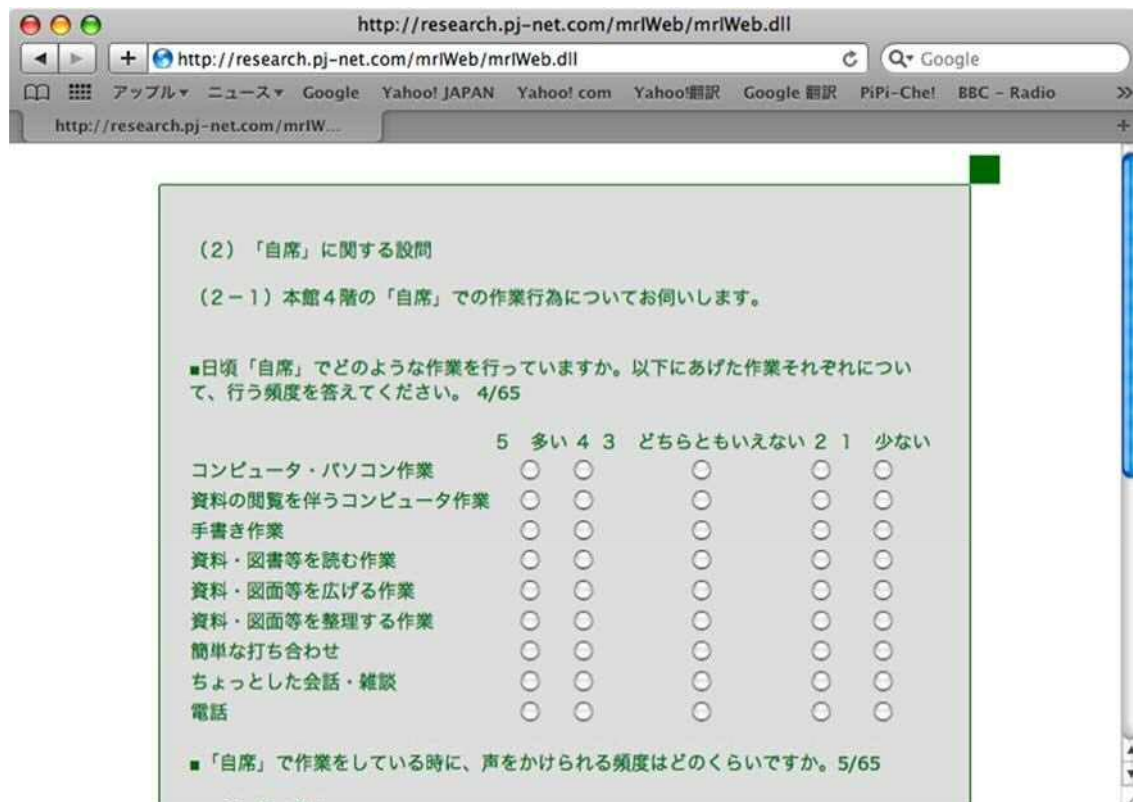 http://research.pj-net.com/mrIWeb/mrIWeb.dll
http://research.pj-net.com/mrIWeb/mrIWeb.dll
Google
アップル ニュース Google Yahoo! JAPAN Yahoo! com Yahoo!翻訳 Google 翻訳 PiPi-Che! BBC - Radio
http://research.pj-net.com/mrIW...
（2）「自席」に関する設問
（2－1）本館４階の「自席」での作業行為についてお伺いします。
■日頃「自席」でどのような作業を行っていますか。以下にあげた作業それぞれについ
て、行う頻度を答えてください。 4/65
5 多い 4 3 どちらともいえない 2 1 少ない
コンピュータ・パソコン作業
資料の閲覧を伴うコンピュータ作業
手書き作業
資料・図書等を読む作業
資料・図面等を広げる作業
資料・図面等を整理する作業
簡単な打ち合わせ
ちょっとした会話・雑談
電話
■「自席」で作業をしている時に、声をかけられる頻度はどのくらいですか。5/65